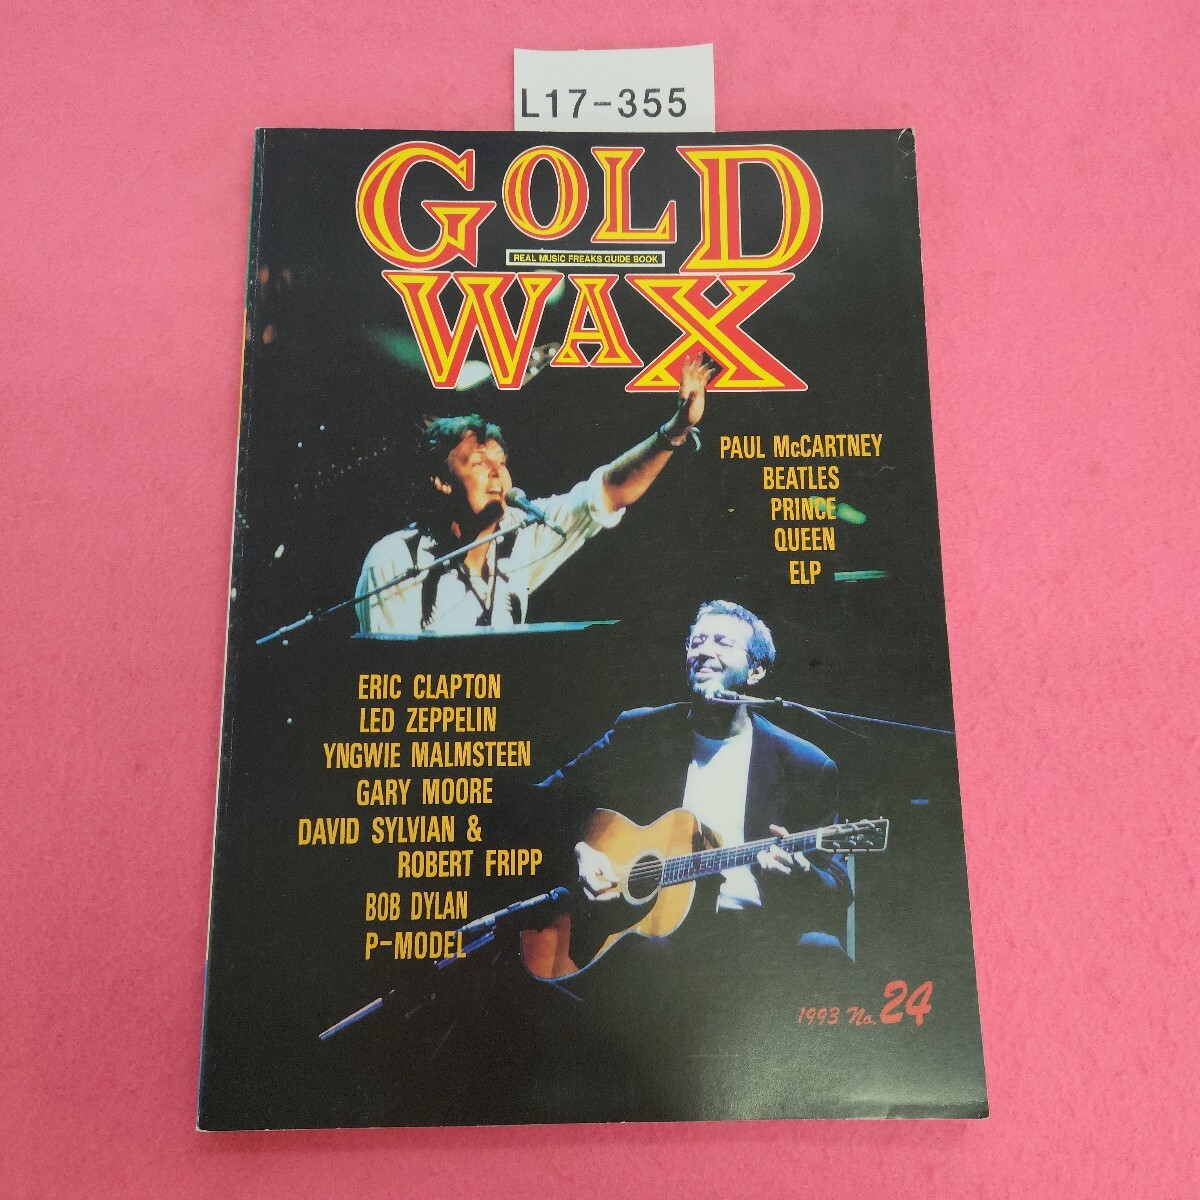 L17-355
GOLD
REAL MUSIC FREAKS GUIDE BOOK
WAX
PAUL McCARTNEY
BEATLES
PRINCE
QUEEN
ELP
ERIC CLAPTON
LED ZEPPELIN
YNGWIE MALMSTEEN
GARY MOORE
DAVID SYLVIAN &
ROBERT FRIPP
BOB DYLAN
P-MODEL
1993 No. 24